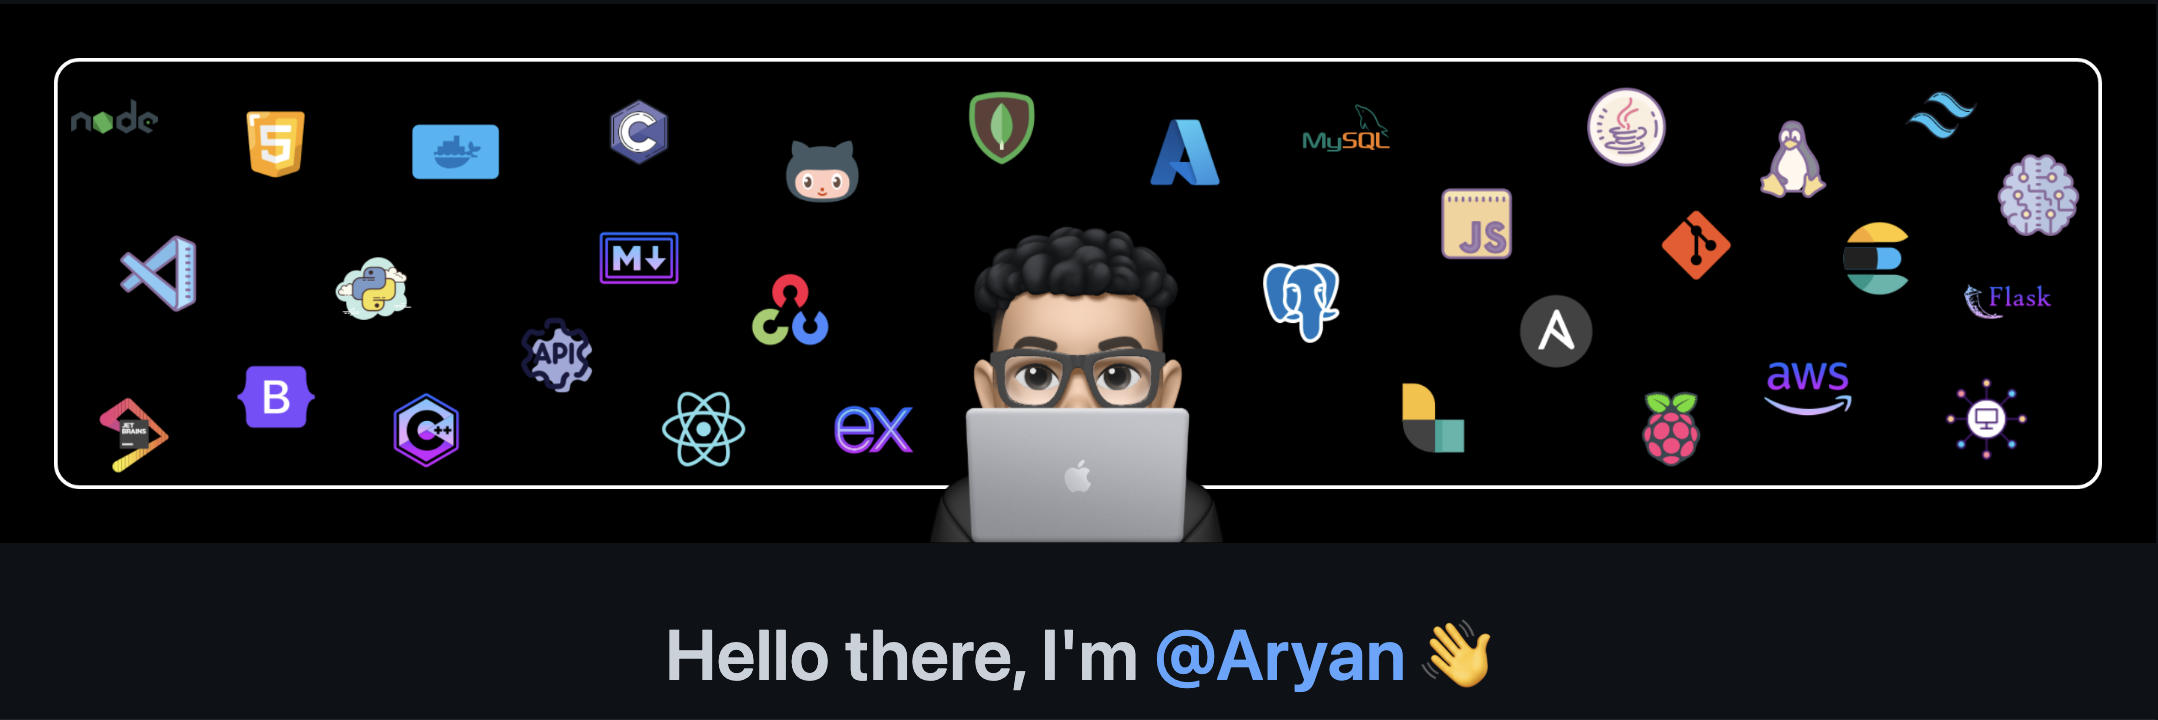 node
5
C
MySQL
JS
M
Flask
API
aws
B
JET
BRAINS
C++
ex
Hello there, I'm @Aryan 👋